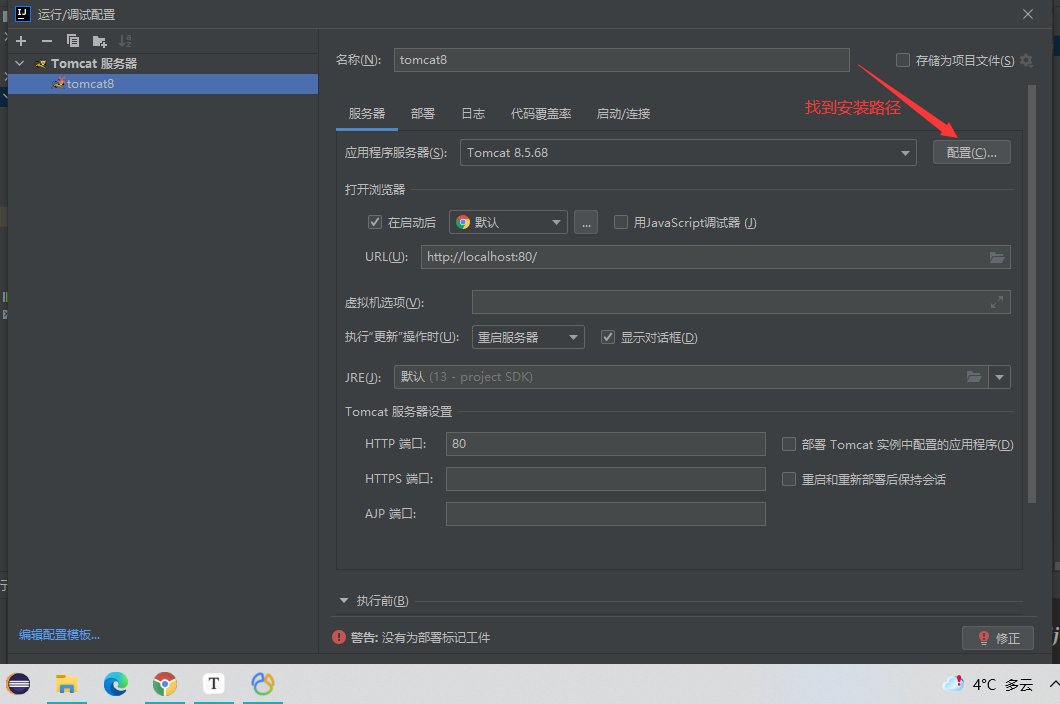 运行/调试配置
Tomcat 服务器
tomcat8
名称(N):
tomcat8
存储为项目文件(S)
找到安装路径
服务器 部署 日志 代码覆盖率 启动/连接
应用程序服务器(S): Tomcat 8.5.68 配置(C)...
打开浏览器
在启动后 默认 ... 用JavaScript调试器 (J)
URL(U): http://localhost:80/
虚拟机选项(V):
执行“更新”操作时(U): 重启服务器 显示对话框(D)
JRE(J): 默认 (13 - project SDK)
Tomcat 服务器设置
HTTP 端口: 80 部署 Tomcat 实例中配置的应用程序(D)
HTTPS 端口: 重启和重新部署后保持会话
AJP 端口:
执行前(B)
编辑配置模板...
警告: 没有为部署标记工件 修正
4°C 多云